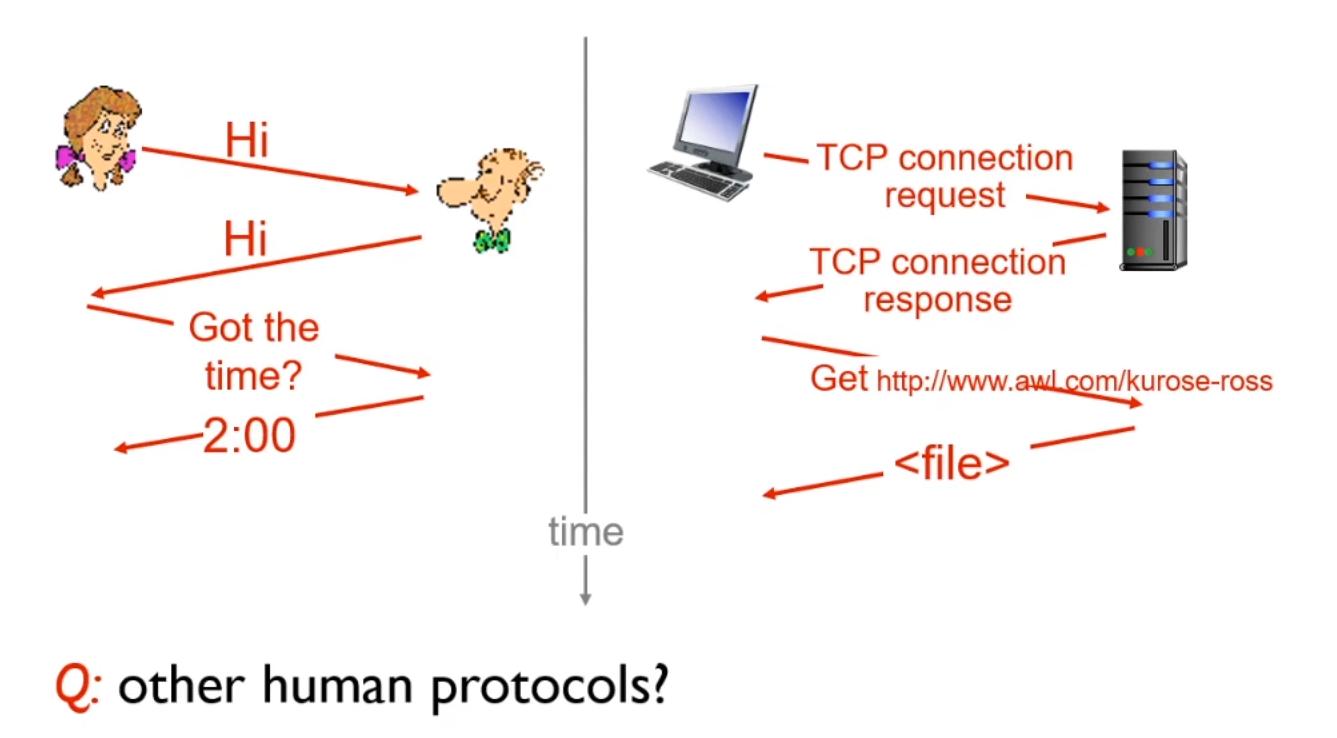 Hi
Hi
Got the
time?
2:00
TCP connection
request
TCP connection
response
Get http://www.awl.com/kurose-ross
<file>
time
Q: other human protocols?